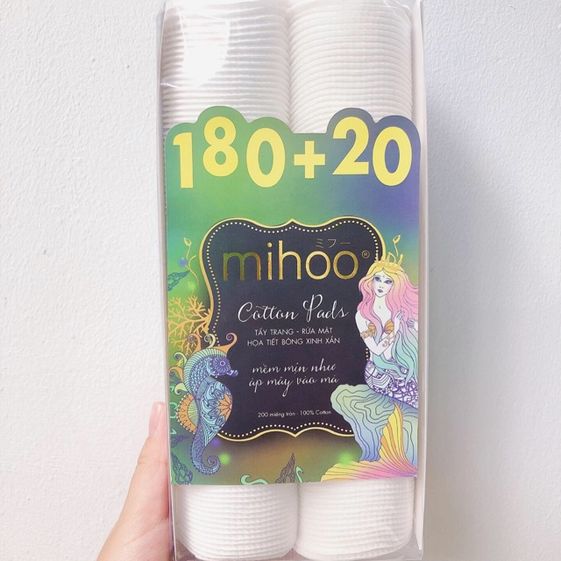 180+20
ミフー
mihoo®
Cotton Pads
TẨY TRANG - RỬA MẶT
HỌA TIẾT BÔNG XINH XẮN
mềm mịn như
áp mây vào má
200 miếng tròn - 100% Cotton